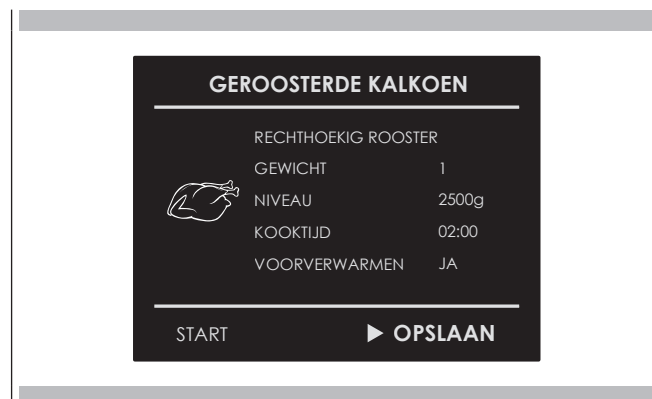 GEROOSTERDE KALKOEN
RECHTHOEKIG ROOSTER
GEWICHT 1
NIVEAU 2500g
KOOKTIJD 02:00
VOORVERWARMEN JA
START ▶ OPSLAAN